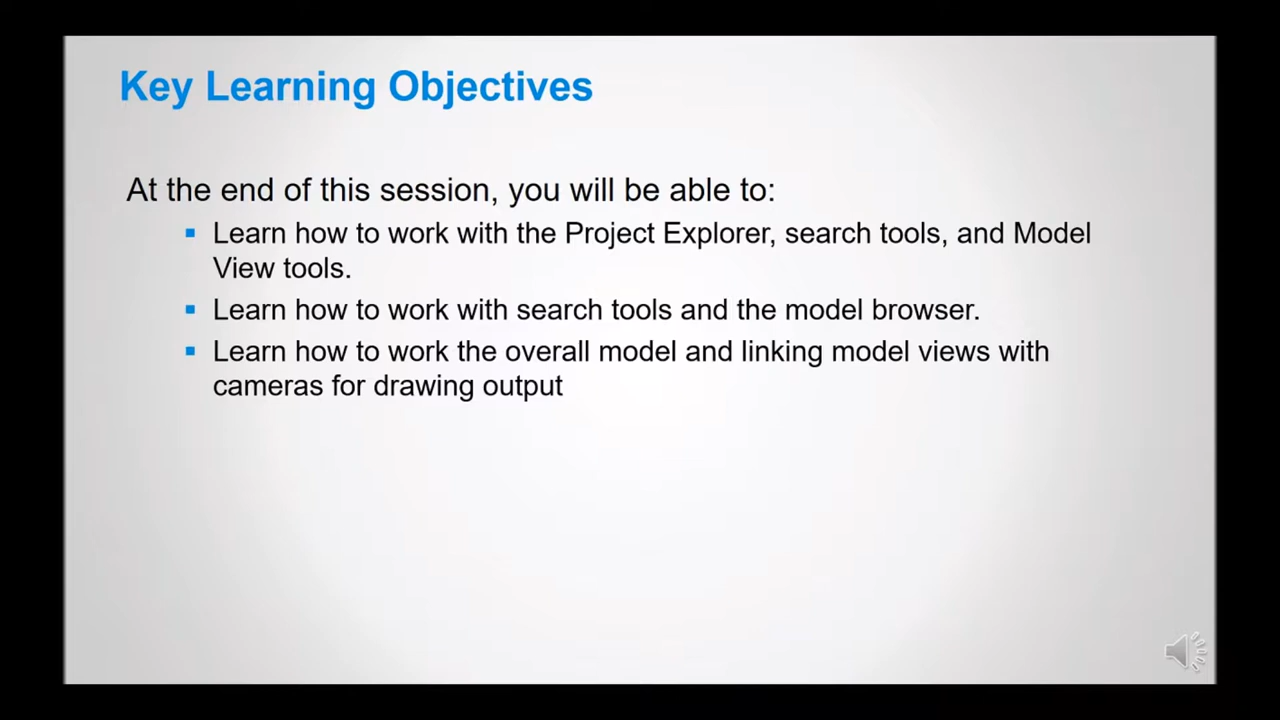 Key Learning Objectives
At the end of this session, you will be able to:
Learn how to work with the Project Explorer, search tools, and Model
View tools.
Learn how to work with search tools and the model browser.
Learn how to work the overall model and linking model views with
cameras for drawing output